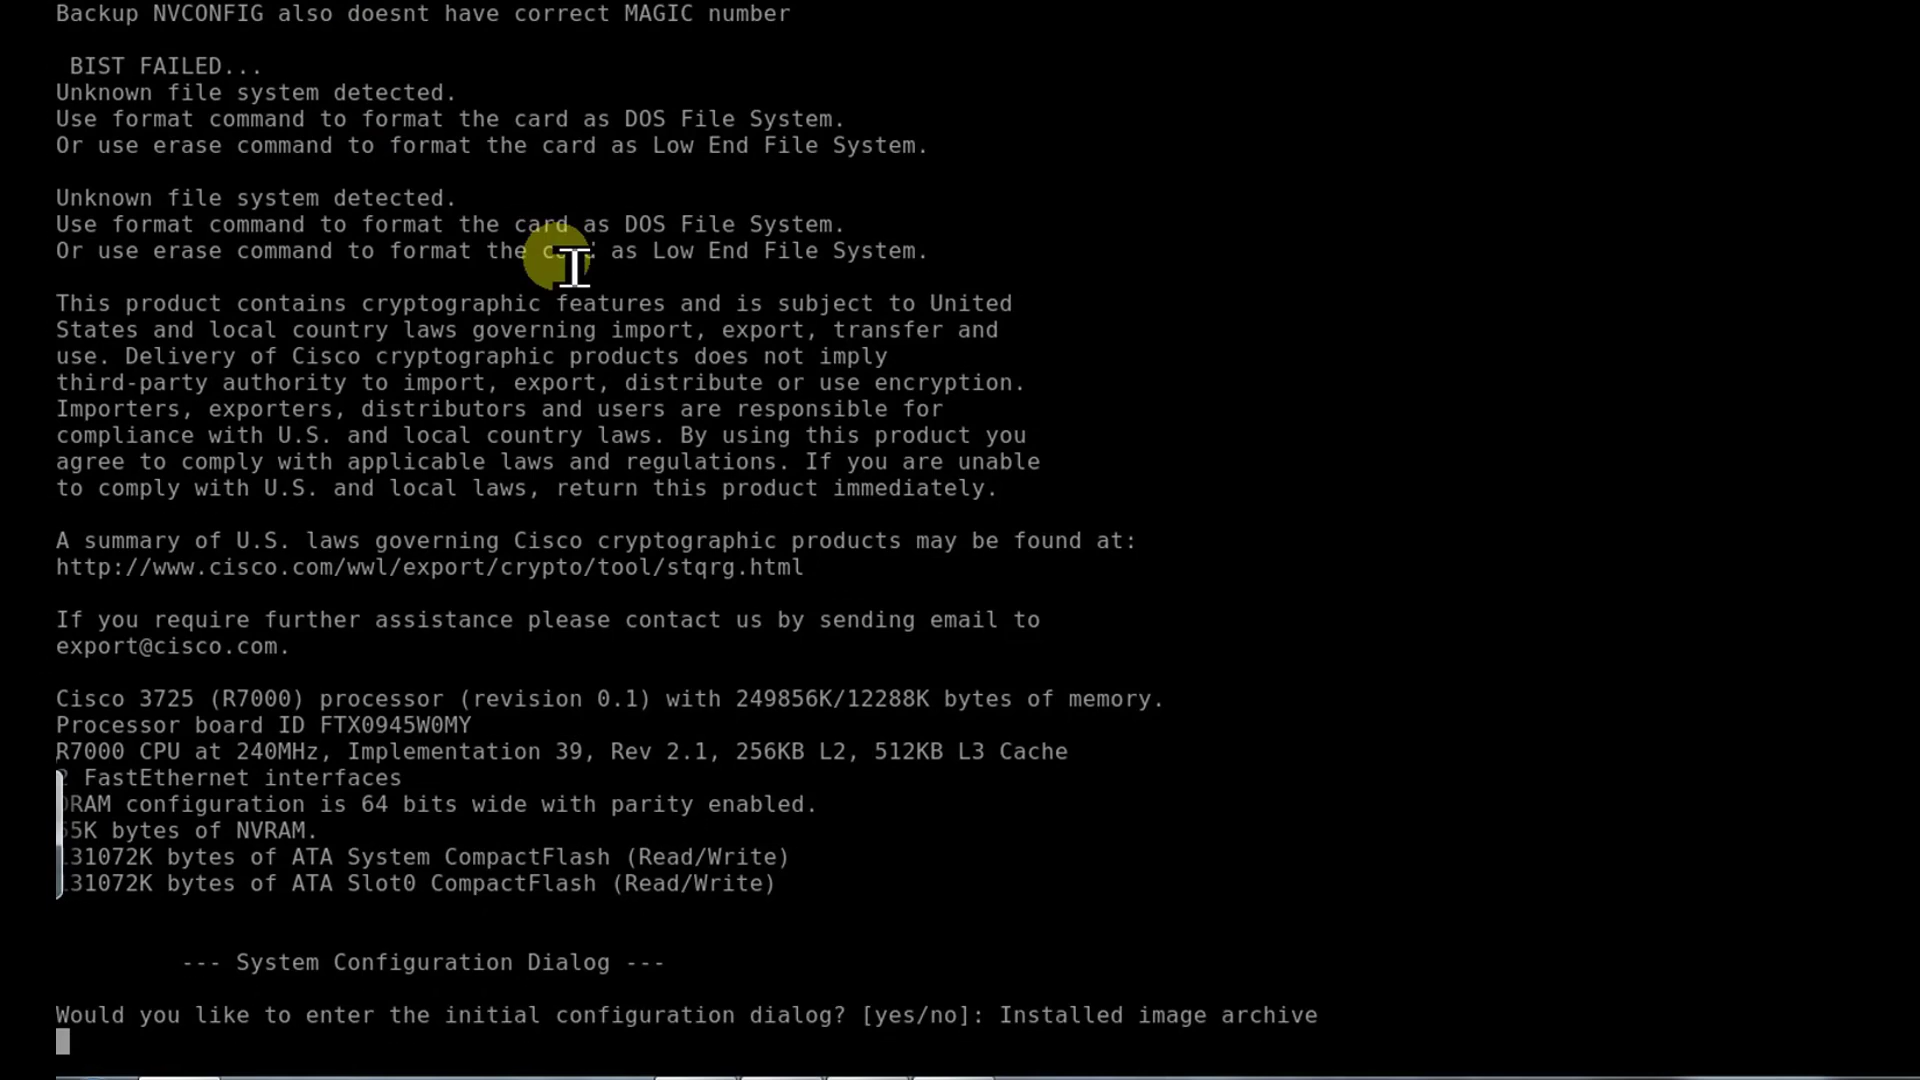 Backup NVCONFIG also doesnt have correct MAGIC number
BIST FAILED...
Unknown file system detected.
Use format command to format the card as DOS File System.
Or use erase command to format the card as Low End File System.
Unknown file system detected.
Use format command to format the card as DOS File System.
Or use erase command to format the card as Low End File System.
This product contains cryptographic features and is subject to United
States and local country laws governing import, export, transfer and
use. Delivery of Cisco cryptographic products does not imply
third-party authority to import, export, distribute or use encryption.
Importers, exporters, distributors and users are responsible for
compliance with U.S. and local country laws. By using this product you
agree to comply with applicable laws and regulations. If you are unable
to comply with U.S. and local laws, return this product immediately.
A summary of U.S. laws governing Cisco cryptographic products may be found at:
http://www.cisco.com/wwl/export/crypto/tool/stqrg.html
If you require further assistance please contact us by sending email to
export@cisco.com.
Cisco 3725 (R7000) processor (revision 0.1) with 249856K/12288K bytes of memory.
Processor board ID FTX0945W0MY
R7000 CPU at 240MHz, Implementation 39, Rev 2.1, 256KB L2, 512KB L3 Cache
2 FastEthernet interfaces
DRAM configuration is 64 bits wide with parity enabled.
55K bytes of NVRAM.
131072K bytes of ATA System CompactFlash (Read/Write)
131072K bytes of ATA Slot0 CompactFlash (Read/Write)
--- System Configuration Dialog ---
Would you like to enter the initial configuration dialog? [yes/no]: Installed image archive